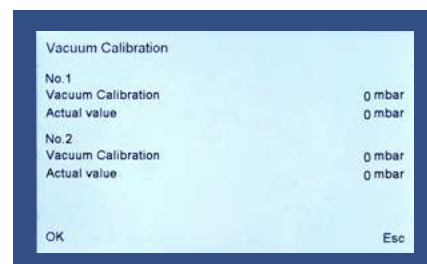 Vacuum Calibration
No.1
Vacuum Calibration 0 mbar
Actual value 0 mbar
No.2
Vacuum Calibration 0 mbar
Actual value 0 mbar
OK Esc